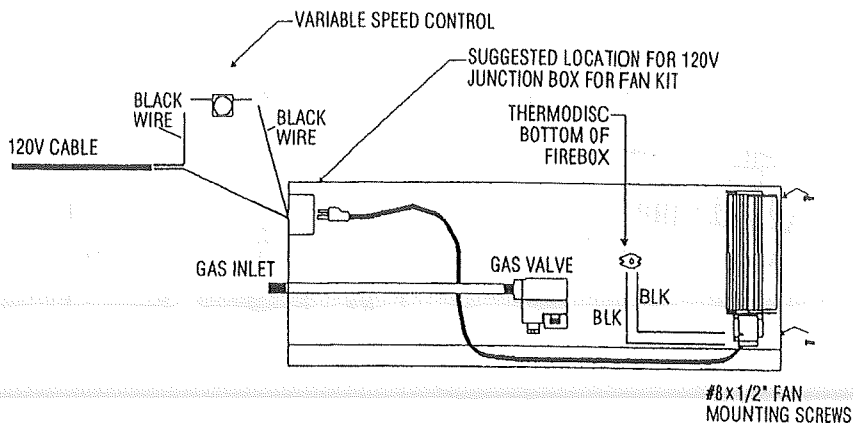 VARIABLE SPEED CONTROL
SUGGESTED LOCATION FOR 120V
JUNCTION BOX FOR FAN KIT
BLACK
WIRE
BLACK
WIRE
THERMODISC
BOTTOM OF
FIREBOX
120V CABLE
GAS INLET
GAS VALVE
BLK
BLK
#8 x 1/2" FAN
MOUNTING SCREWS